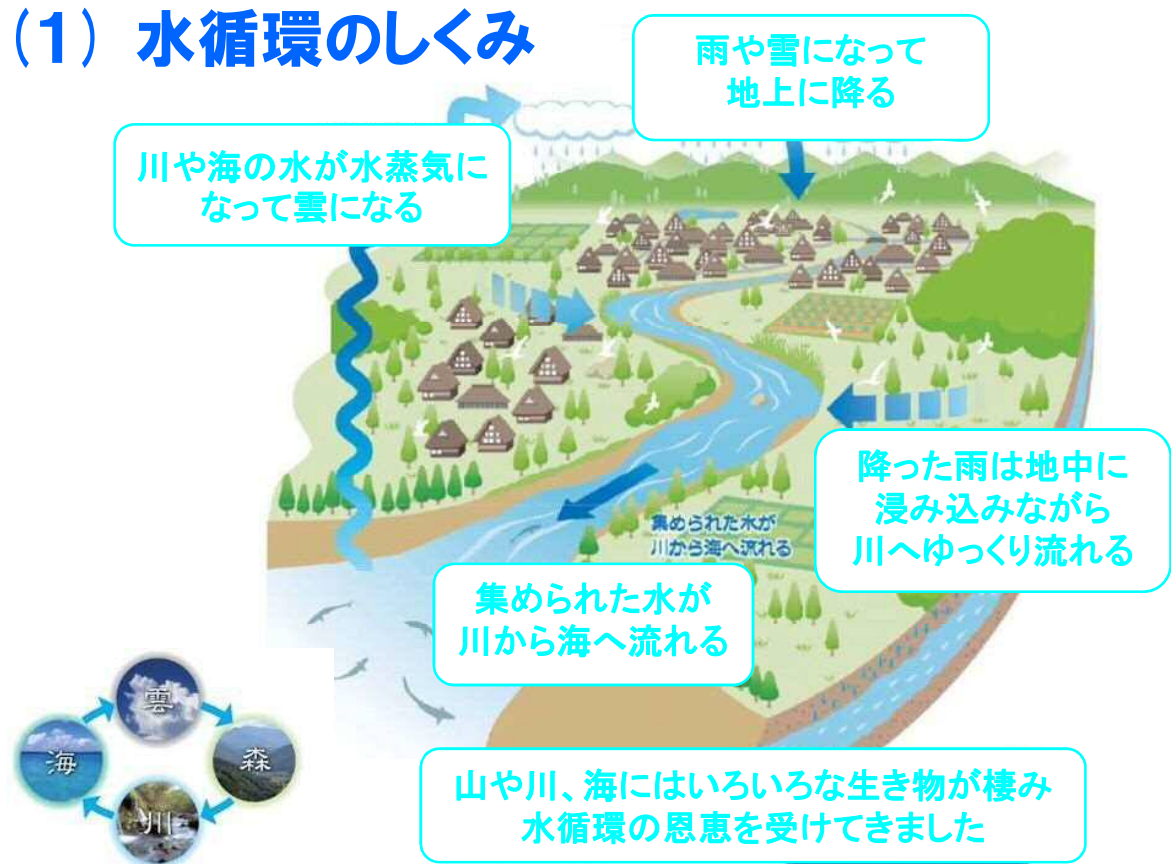 (1) 水循環のしくみ
雨や雪になって
地上に降る
川や海の水が水蒸気に
なって雲になる
降った雨は地中に
浸み込みながら
川へゆっくり流れる
集められた水が
川から海へ流れる
集められた水が
川から海へ流れる
雲
海
森
川
山や川、海にはいろいろな生き物が棲み
水循環の恩恵を受けてきました